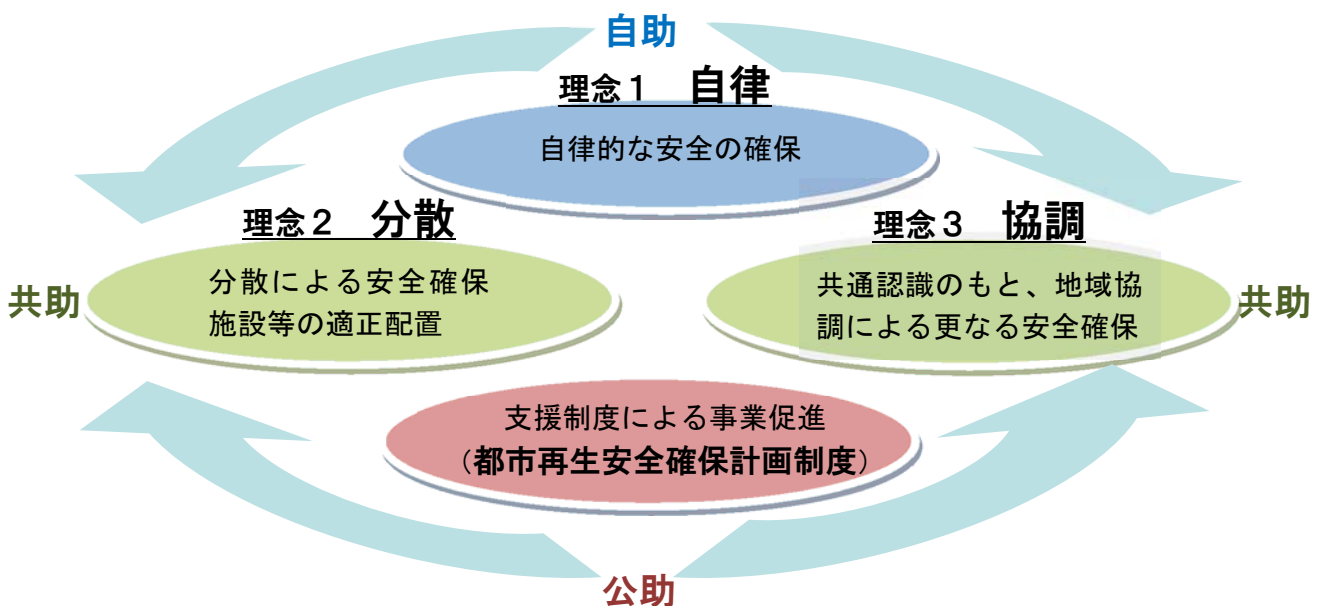 自助
理念１　自律
自律的な安全の確保
理念２　分散
分散による安全確保
施設等の適正配置
共助
理念３　協調
共通認識のもと、地域協
調による更なる安全確保
共助
支援制度による事業促進
（都市再生安全確保計画制度）
公助